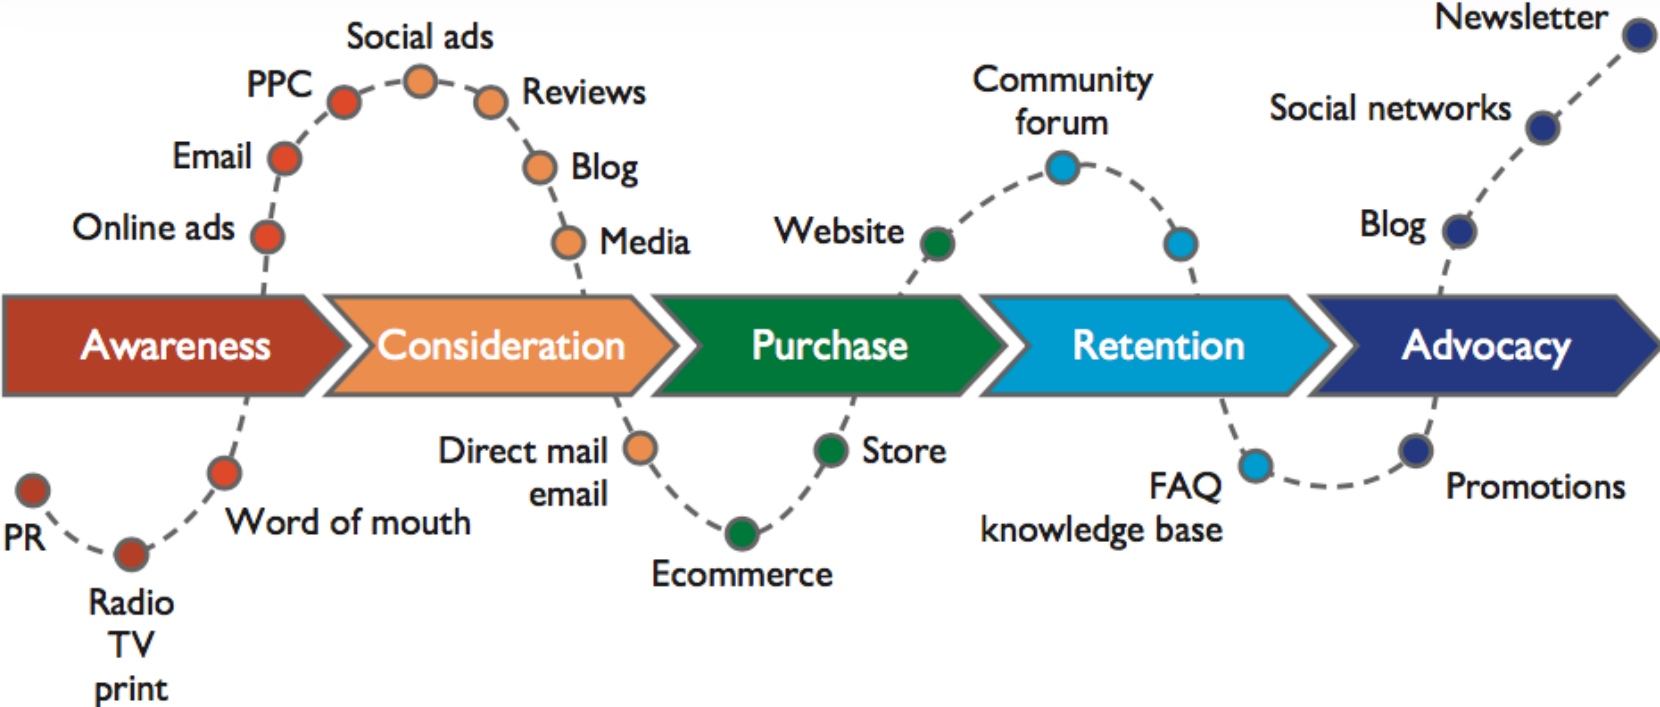 Newsletter
Social ads
PPC
Reviews
Community
forum
Social networks
Email
Blog
Online ads
Media
Website
Blog
Awareness
Consideration
Purchase
Retention
Advocacy
Direct mail
email
Store
FAQ
knowledge base
Promotions
PR
Word of mouth
Ecommerce
Radio
TV
print